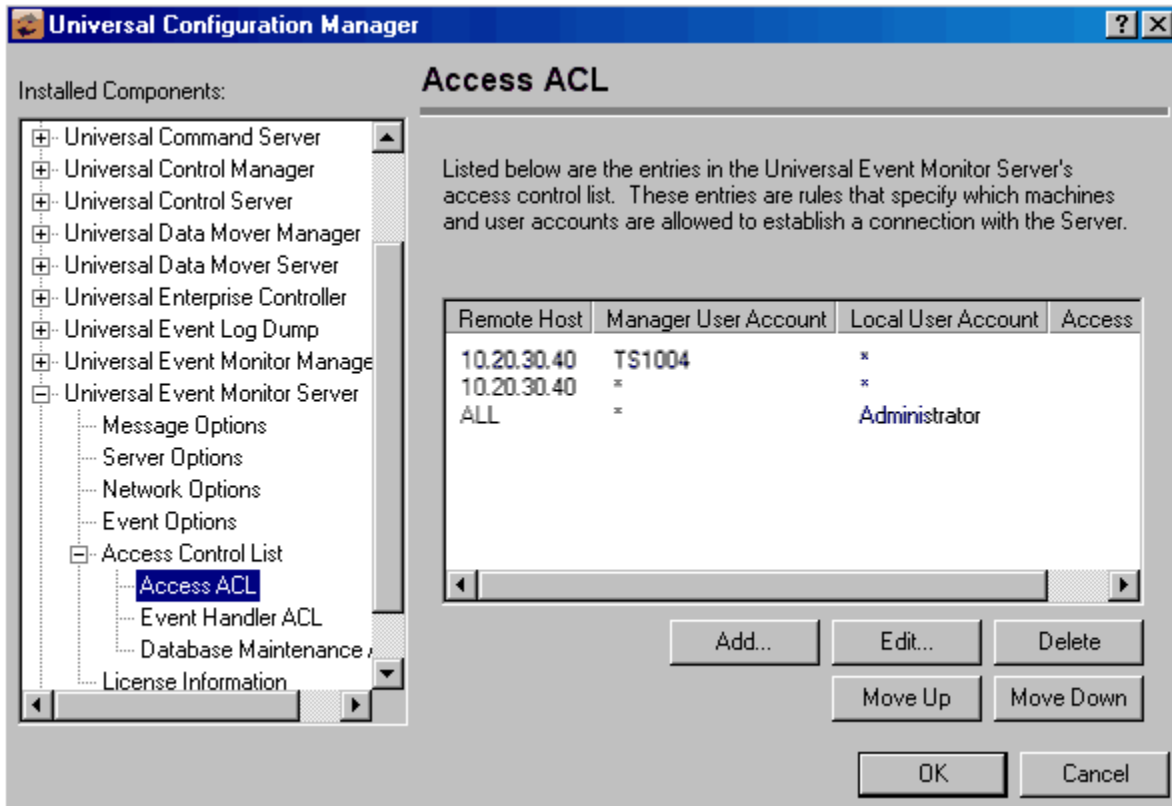 Universal Configuration Manager
Installed Components:
Universal Command Server
Universal Control Manager
Universal Control Server
Universal Data Mover Manager
Universal Data Mover Server
Universal Enterprise Controller
Universal Event Log Dump
Universal Event Monitor Manage
Universal Event Monitor Server
Message Options
Server Options
Network Options
Event Options
Access Control List
Access ACL
Event Handler ACL
Database Maintenance
License Information
Access ACL
Listed below are the entries in the Universal Event Monitor Server's
access control list. These entries are rules that specify which machines
and user accounts are allowed to establish a connection with the Server.
Remote Host Manager User Account Local User Account Access
10.20.30.40 TS1004 *
10.20.30.40 * *
ALL * Administrator
Add... Edit... Delete
Move Up Move Down
OK Cancel